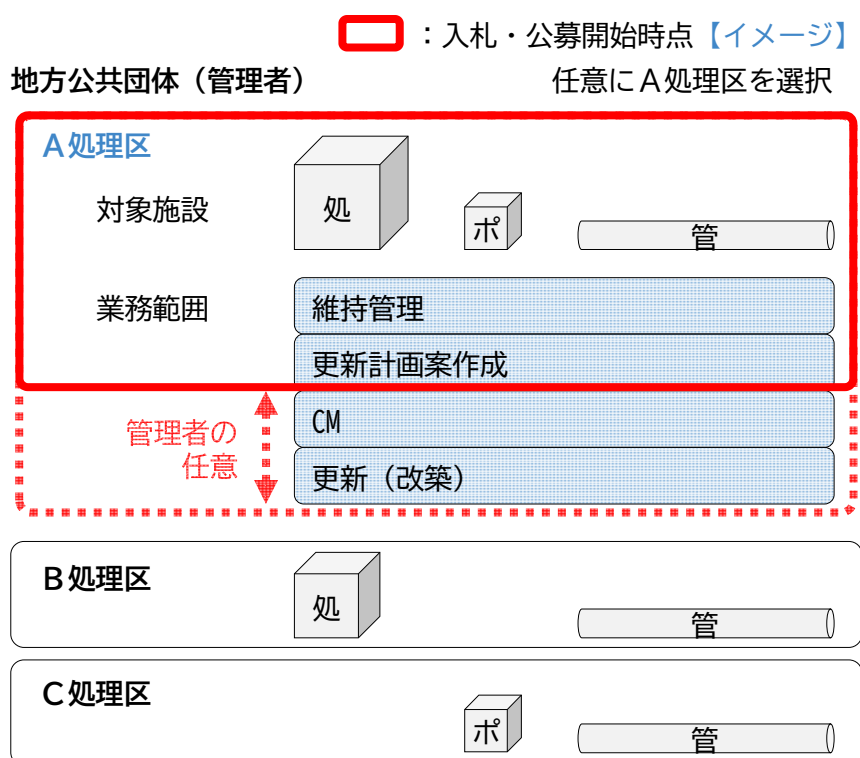 ：入札・公募開始時点【イメージ】
地方公共団体（管理者）　任意にＡ処理区を選択
Ａ処理区
対象施設　処　ポ　管
業務範囲　維持管理
更新計画案作成
管理者の
任意
CM
更新（改築）
Ｂ処理区
処　管
Ｃ処理区
ポ　管